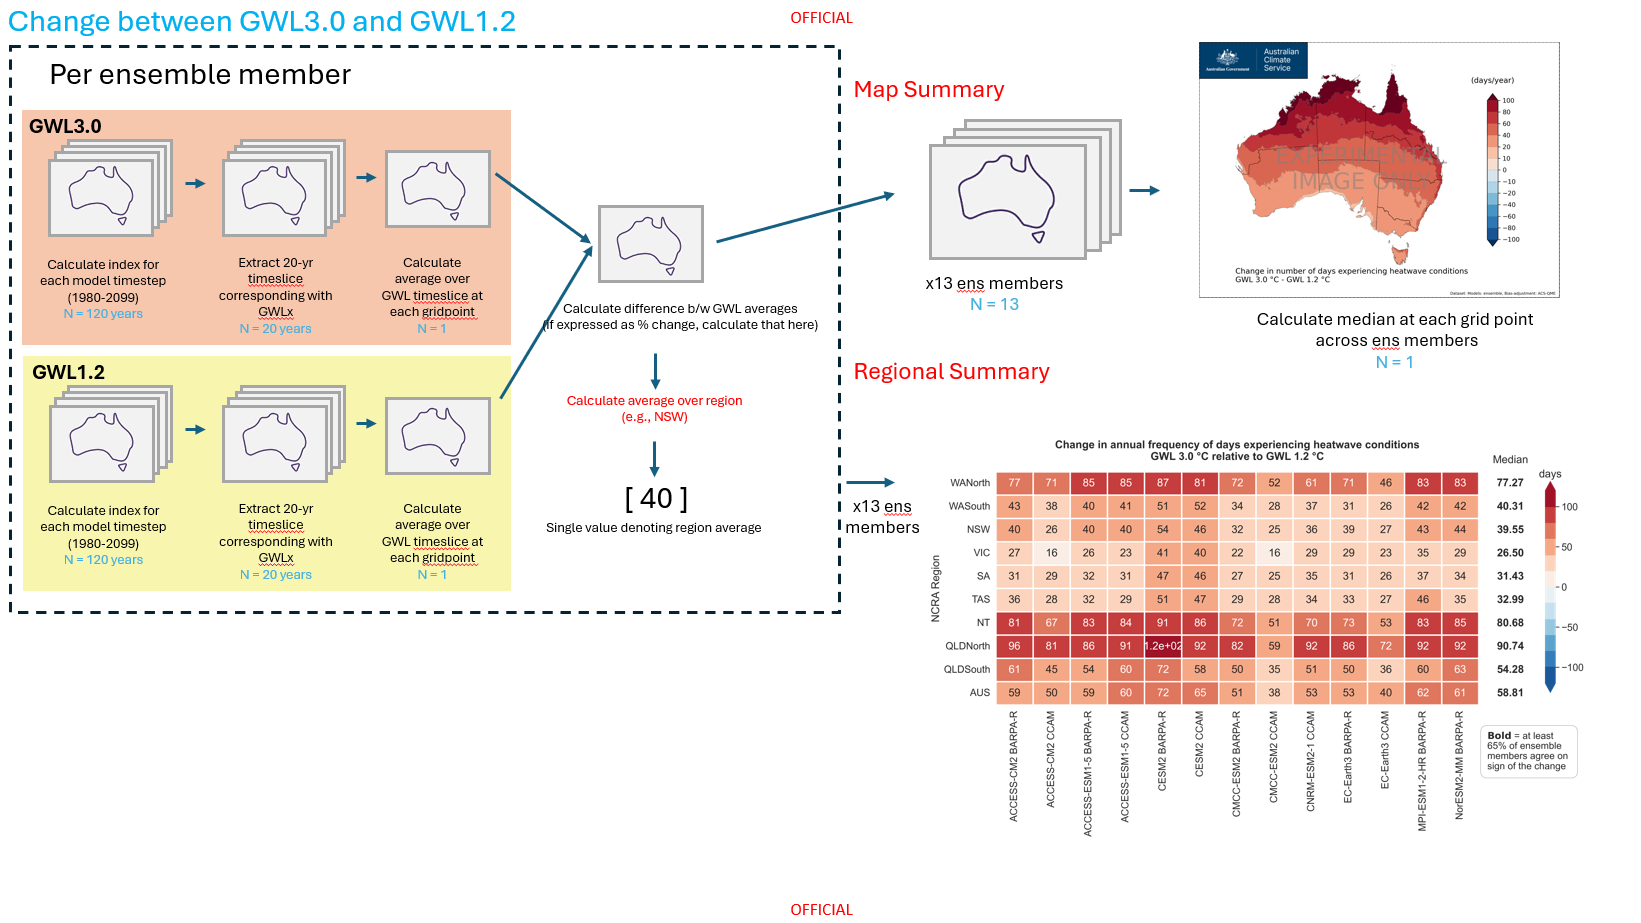 Change between GWL3.0 and GWL1.2
OFFICIAL
Per ensemble member
GWL3.0
Calculate index for
each model timestep
(1980-2099)
N = 120 years
Extract 20-yr
timeslice
corresponding with
GWLx
N = 20 years
Calculate
average over
GWL timeslice at
each gridpoint
N = 1
GWL1.2
Calculate index for
each model timestep
(1980-2099)
N = 120 years
Extract 20-yr
timeslice
corresponding with
GWLx
N = 20 years
Calculate
average over
GWL timeslice at
each gridpoint
N = 1
Calculate difference b/w GWL averages
(if expressed as % change, calculate that here)
Calculate average over region
(e.g., NSW)
[ 40 ]
Single value denoting region average
Map Summary
x13 ens members
N = 13
Australian Government
Australian
Climate
Service
(days/year)
100
80
60
40
20
10
0
−10
−20
−40
−60
−80
−100
EXPERIMENTAL
IMAGE ONLY
Change in number of days experiencing heatwave conditions
GWL 3.0 °C - GWL 1.2 °C
Dataset: Models: ensemble, Bias-adjustment: ACS-QME
Calculate median at each grid point
across ens members
N = 1
Regional Summary
x13 ens
members
Change in annual frequency of days experiencing heatwave conditions
GWL 3.0 °C relative to GWL 1.2 °C
Median
days
NCRA Region
WANorth 77 71 85 85 87 81 72 52 61 71 46 83 83 77.27
WASouth 43 38 40 41 51 52 34 28 37 31 26 42 42 40.31
NSW 40 26 40 40 54 46 32 25 36 39 27 43 44 39.55
VIC 27 16 26 23 41 40 22 16 29 29 23 35 29 26.50
SA 31 29 32 31 47 46 27 25 35 31 26 37 34 31.43
TAS 36 28 32 29 51 47 29 28 34 33 27 46 35 32.99
NT 81 67 83 84 91 86 72 51 70 73 53 83 85 80.68
QLDNorth 96 81 86 91 1.2e+02 92 82 59 92 86 72 92 92 90.74
QLDSouth 61 45 54 60 72 58 50 35 51 50 36 60 63 54.28
AUS 59 50 59 60 72 65 51 38 53 53 40 62 61 58.81
100
50
0
−50
−100
ACCESS-CM2 BARPA-R
ACCESS-CM2 CCAM
ACCESS-ESM1-5 BARPA-R
ACCESS-ESM1-5 CCAM
CESM2 BARPA-R
CESM2 CCAM
CMCC-ESM2 BARPA-R
CMCC-ESM2 CCAM
CNRM-ESM2-1 CCAM
EC-Earth3 BARPA-R
EC-Earth3 CCAM
MPI-ESM1-2-HR BARPA-R
NorESM2-MM BARPA-R
Bold = at least
65% of ensemble
members agree on
sign of the change
OFFICIAL